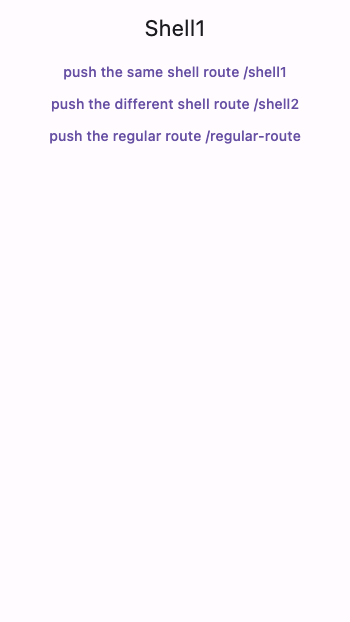 Shell1
push the same shell route /shell1
push the different shell route /shell2
push the regular route /regular-route